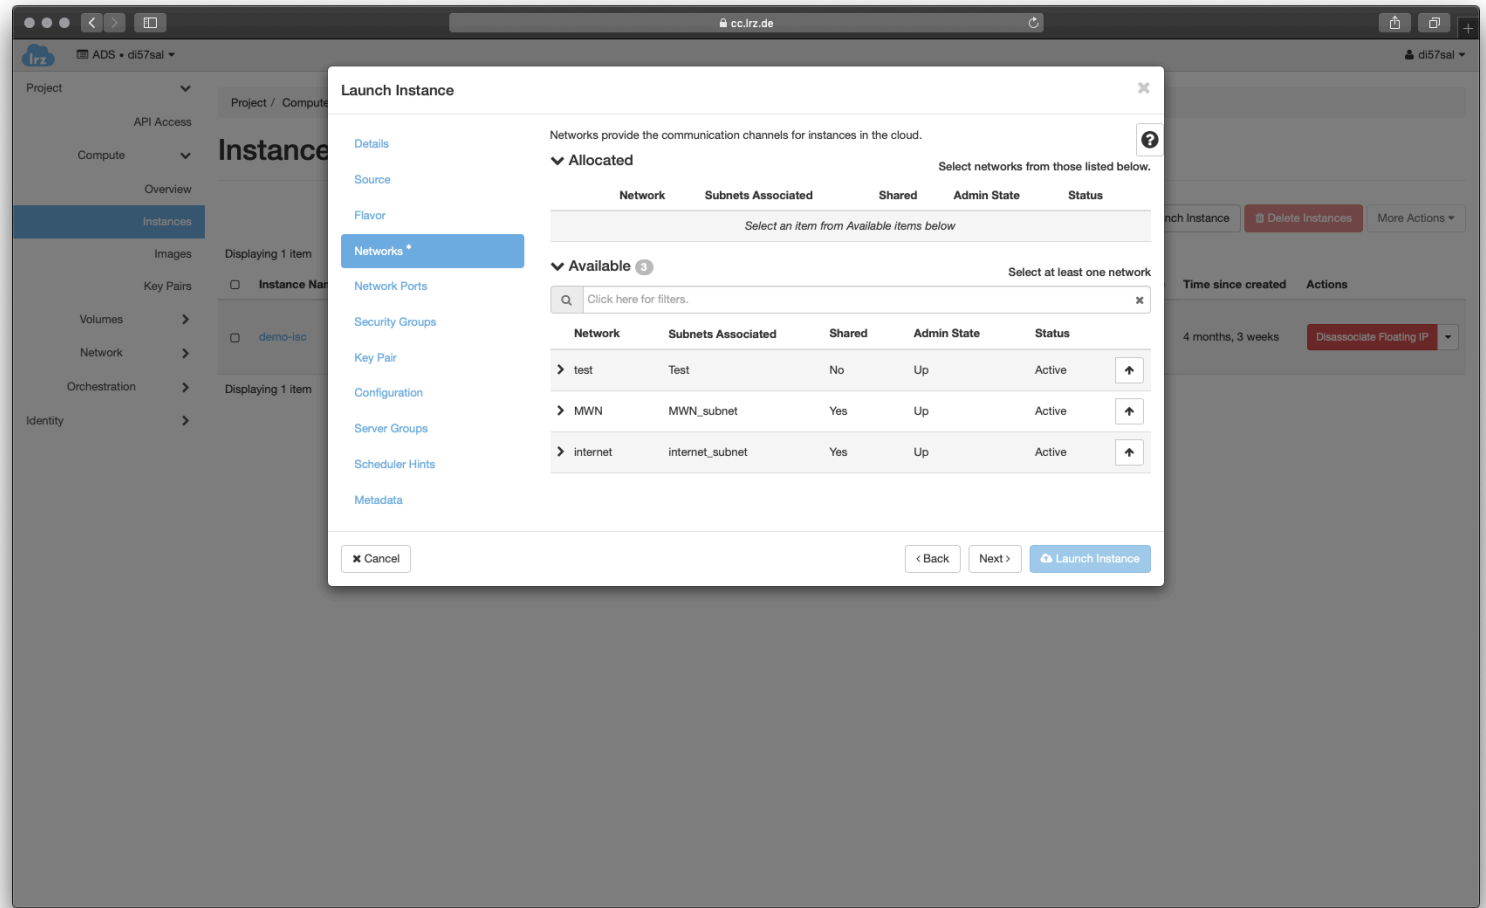 cc.lrz.de
lrz
ADS • di57sal
di57sal
Project
API Access
Compute
Overview
Instances
Images
Key Pairs
Volumes
Network
Orchestration
Identity
Project / Compute
Instance
nch Instance
Delete Instances
More Actions
Displaying 1 item
Instance Nar
Time since created
Actions
demo-isc
4 months, 3 weeks
Disassociate Floating IP
Displaying 1 item
Launch Instance
Details
Source
Flavor
Networks *
Network Ports
Security Groups
Key Pair
Configuration
Server Groups
Scheduler Hints
Metadata
Networks provide the communication channels for instances in the cloud.
Allocated
Select networks from those listed below.
Network Subnets Associated Shared Admin State Status
Select an item from Available items below
Available 3
Select at least one network
Click here for filters.
Network Subnets Associated Shared Admin State Status
test Test No Up Active
MWN MWN_subnet Yes Up Active
internet internet_subnet Yes Up Active
Cancel
< Back
Next >
Launch Instance